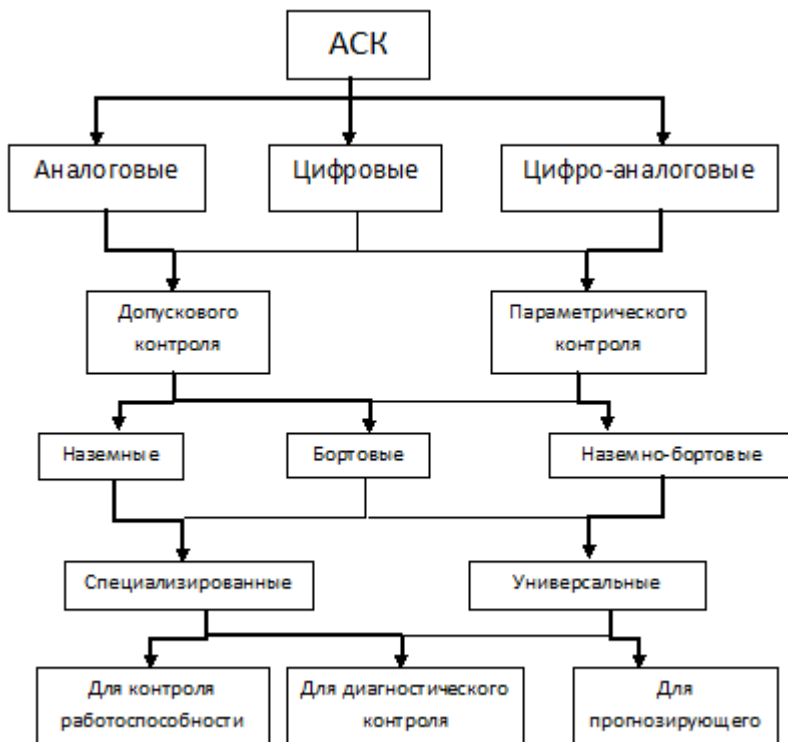 АСК
Аналоговые
Цифровые
Цифро-аналоговые
Допускового
контроля
Параметрического
контроля
Наземные
Бортовые
Наземно-бортовые
Специализированные
Универсальные
Для контроля
работоспособности
Для диагностического
контроля
Для
прогнозирующего